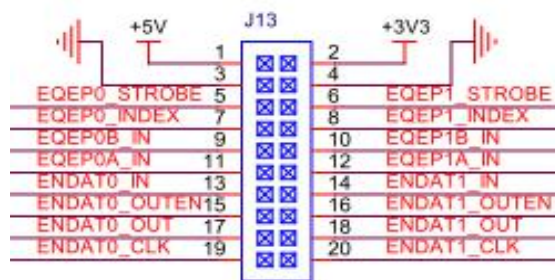 J13
+5V +3V3
1 2
3 4
EQEP0_STROBE 5 6 EQEP1_STROBE
EQEP0_INDEX 7 8 EQEP1_INDEX
EQEP0B_IN 9 10 EQEP1B_IN
EQEP0A_IN 11 12 EQEP1A_IN
ENDAT0_IN 13 14 ENDAT1_IN
ENDAT0_OUTEN 15 16 ENDAT1_OUTEN
ENDAT0_OUT 17 18 ENDAT1_OUT
ENDAT0_CLK 19 20 ENDAT1_CLK